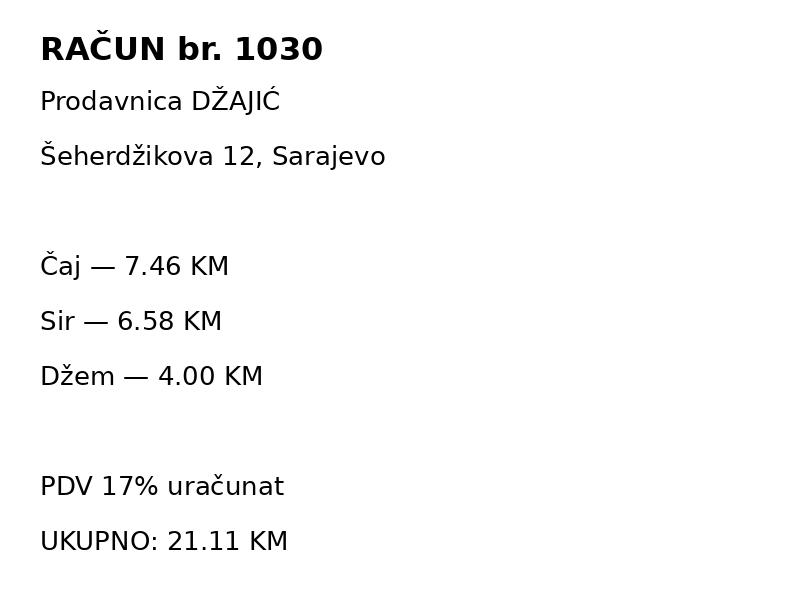 RAČUN br. 1030
Prodavnica DŽAJIĆ
Šeherdžikova 12, Sarajevo
Čaj — 7.46 KM
Sir — 6.58 KM
Džem — 4.00 KM
PDV 17% uračunat
UKUPNO: 21.11 KM